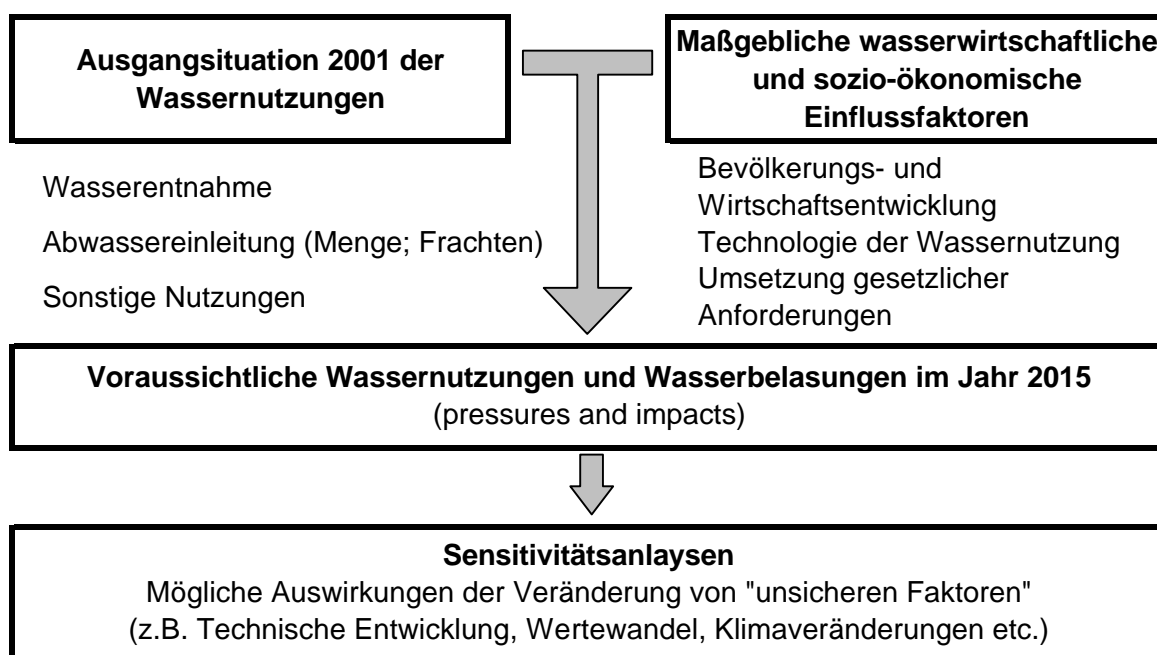 Ausgangsituation 2001 der
Wassernutzungen
Maßgebliche wasserwirtschaftliche
und sozio-ökonomische
Einflussfaktoren
Wasserentnahme
Abwassereinleitung (Menge; Frachten)
Sonstige Nutzungen
Bevölkerungs- und
Wirtschaftsentwicklung
Technologie der Wassernutzung
Umsetzung gesetzlicher
Anforderungen
Voraussichtliche Wassernutzungen und Wasserbelasungen im Jahr 2015
(pressures and impacts)
Sensitivitätsanlaysen
Mögliche Auswirkungen der Veränderung von "unsicheren Faktoren"
(z.B. Technische Entwicklung, Wertewandel, Klimaveränderungen etc.)